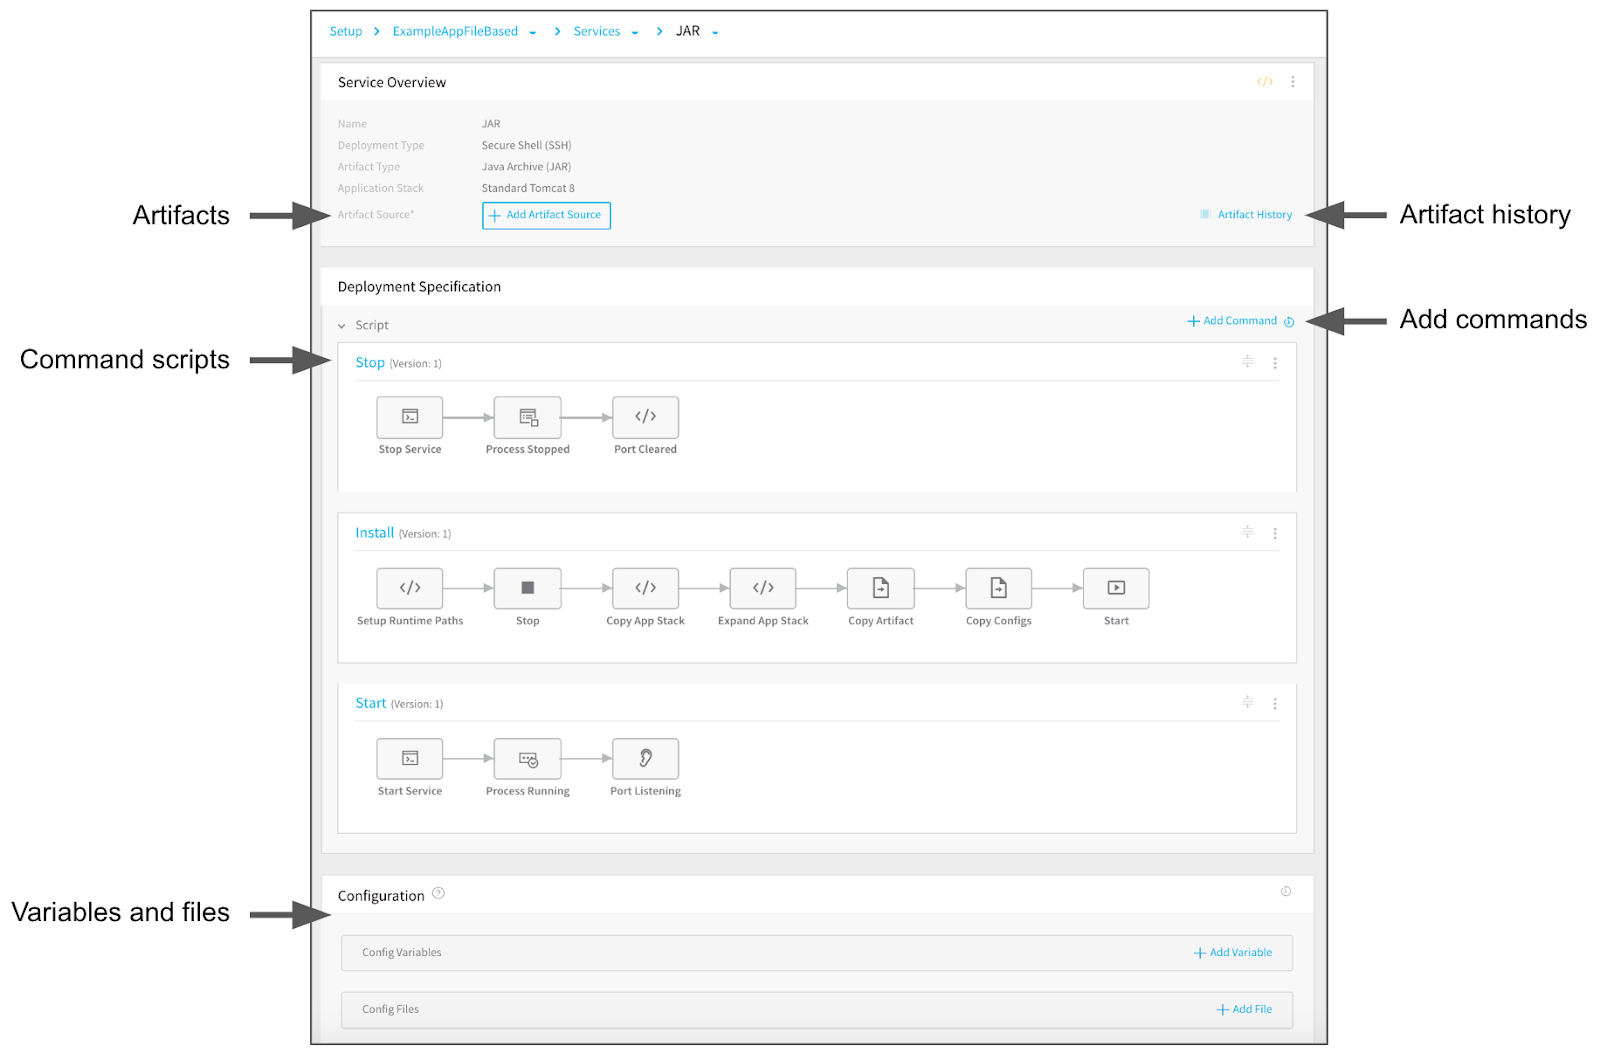 Setup > ExampleAppFileBased > Services > JAR
Service Overview </>
Name JAR
Deployment Type Secure Shell (SSH)
Artifact Type Java Archive (JAR)
Application Stack Standard Tomcat 8
Artifacts
Artifact Source* + Add Artifact Source Artifact History
Artifact history
Deployment Specification
Script + Add Command
Add commands
Command scripts
Stop (Version: 1)
Stop Service Process Stopped Port Cleared
Install (Version: 1)
Setup Runtime Paths Stop Copy App Stack Expand App Stack Copy Artifact Copy Configs Start
Start (Version: 1)
Start Service Process Running Port Listening
Variables and files
Configuration ?
Config Variables + Add Variable
Config Files + Add File